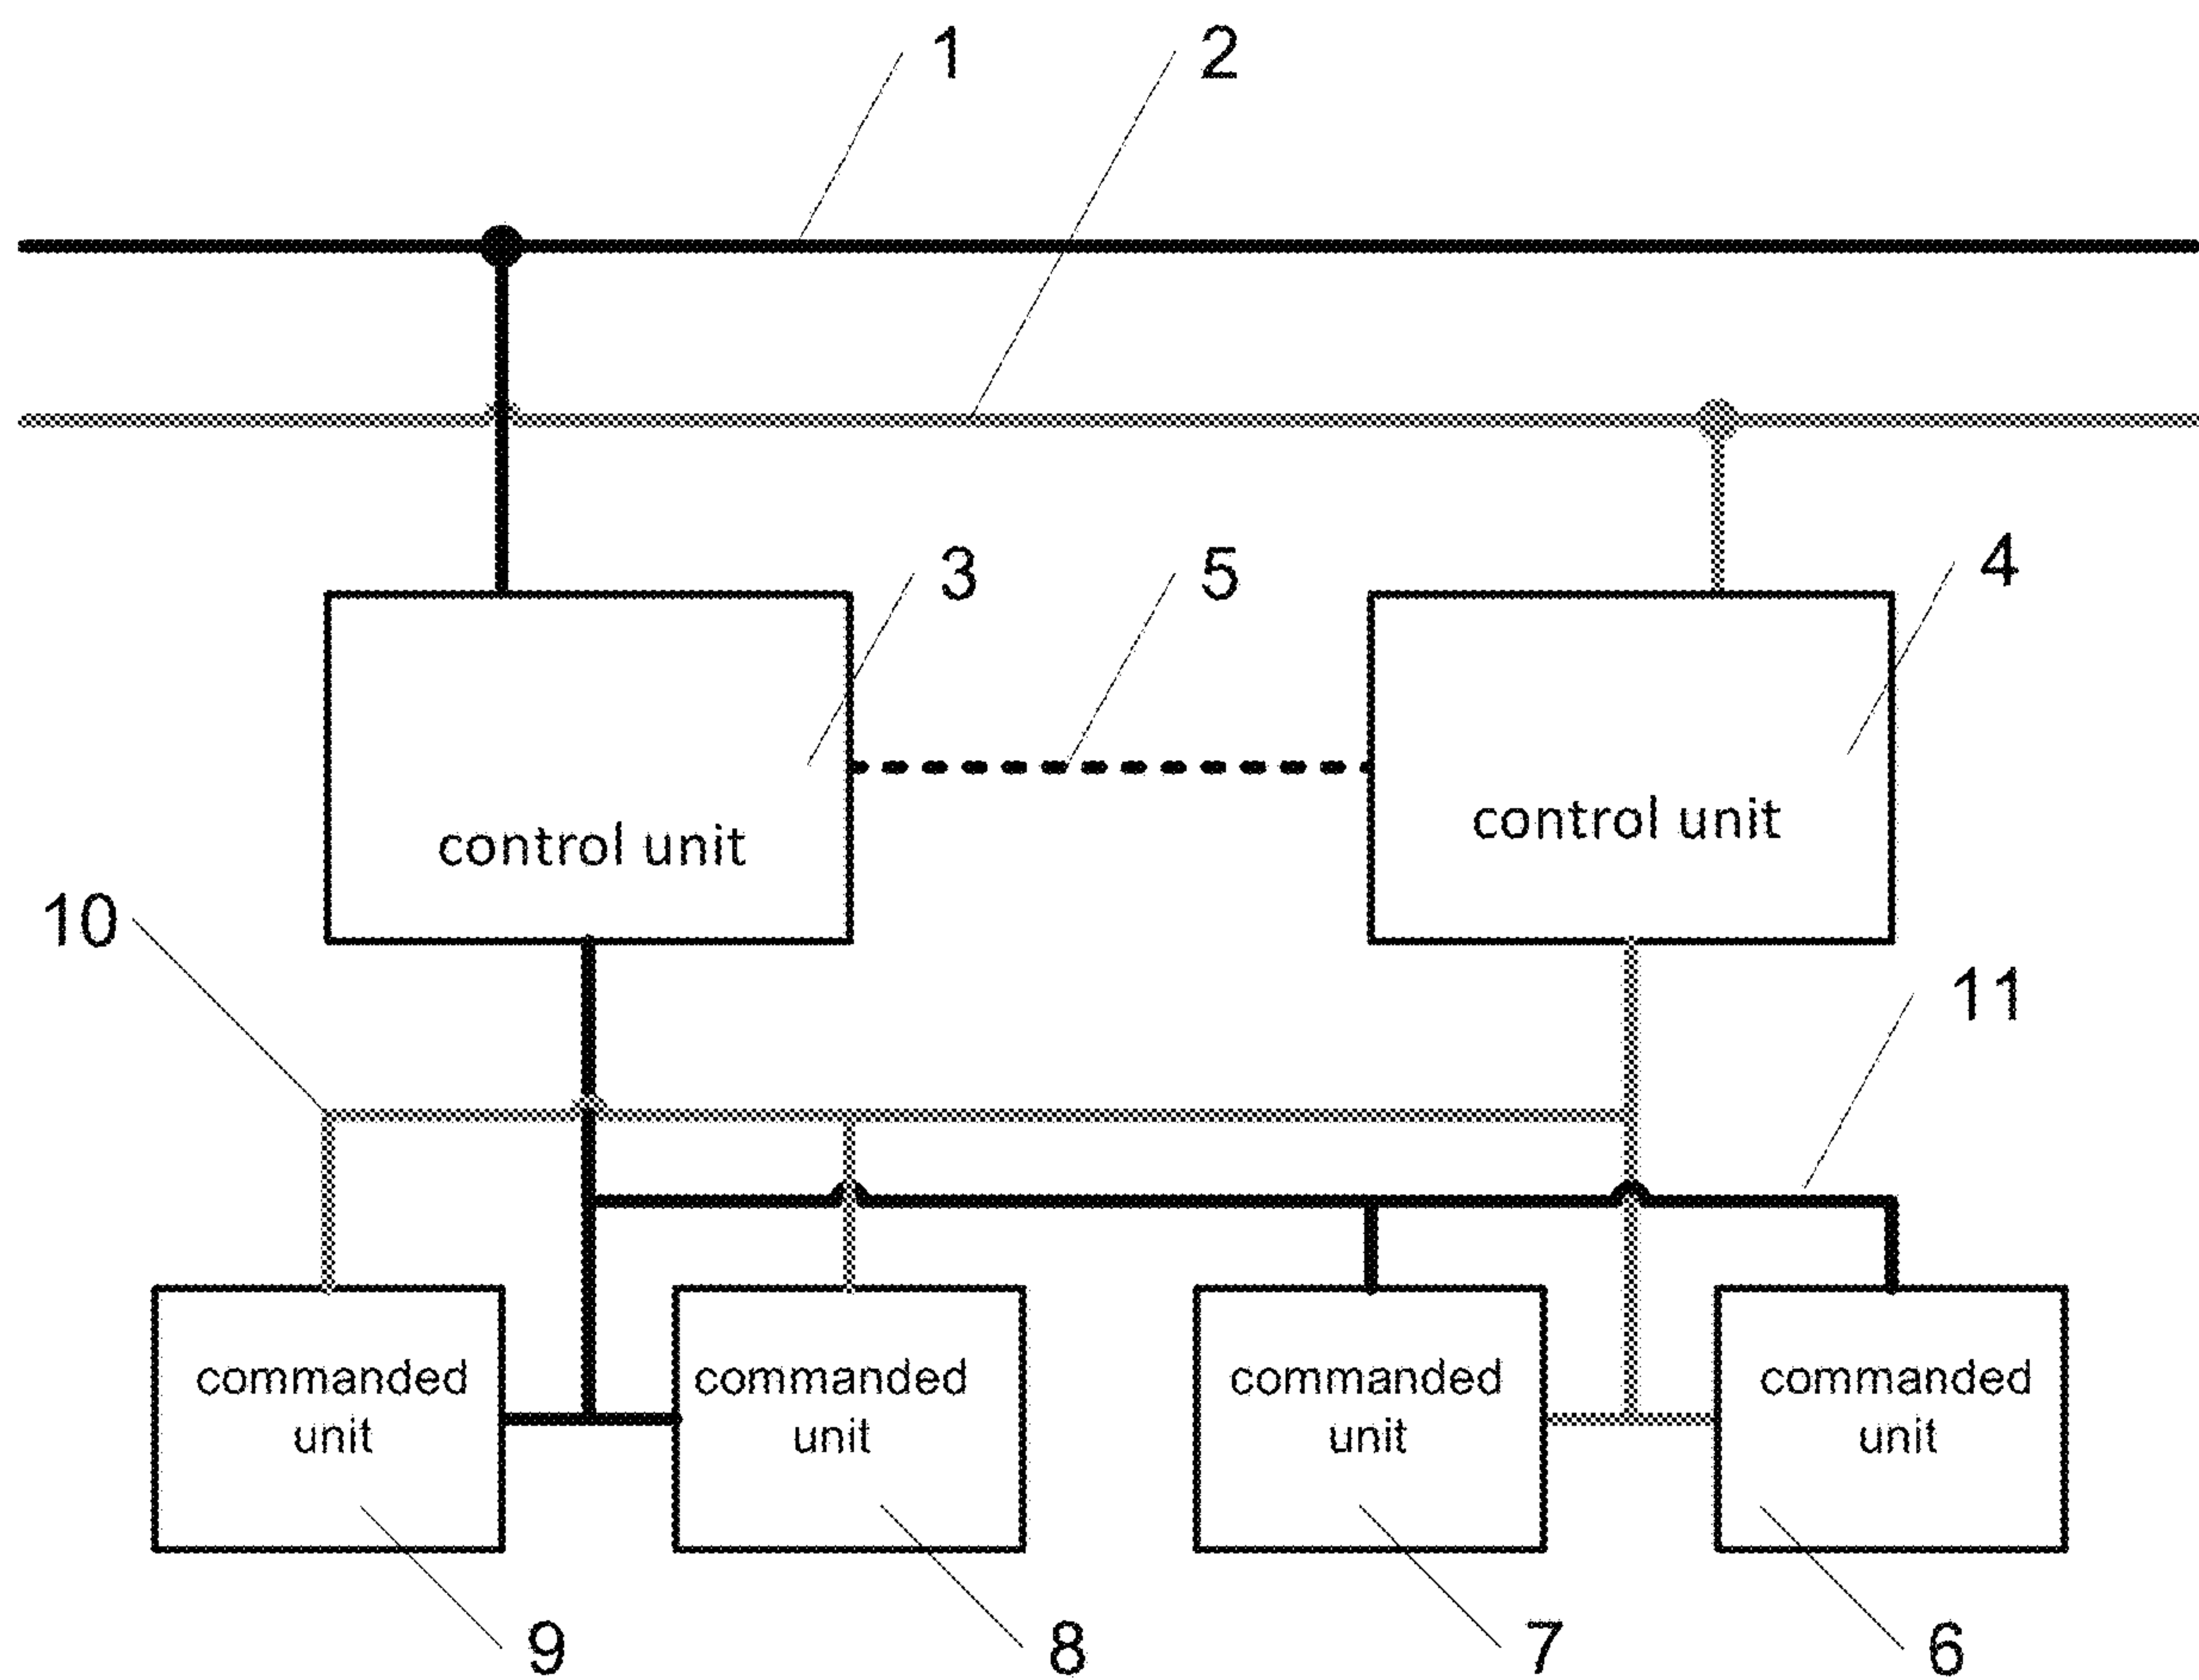 1
2
3
5
4
control unit
control unit
10
11
commanded
unit
commanded
unit
commanded
unit
commanded
unit
9
8
7
6